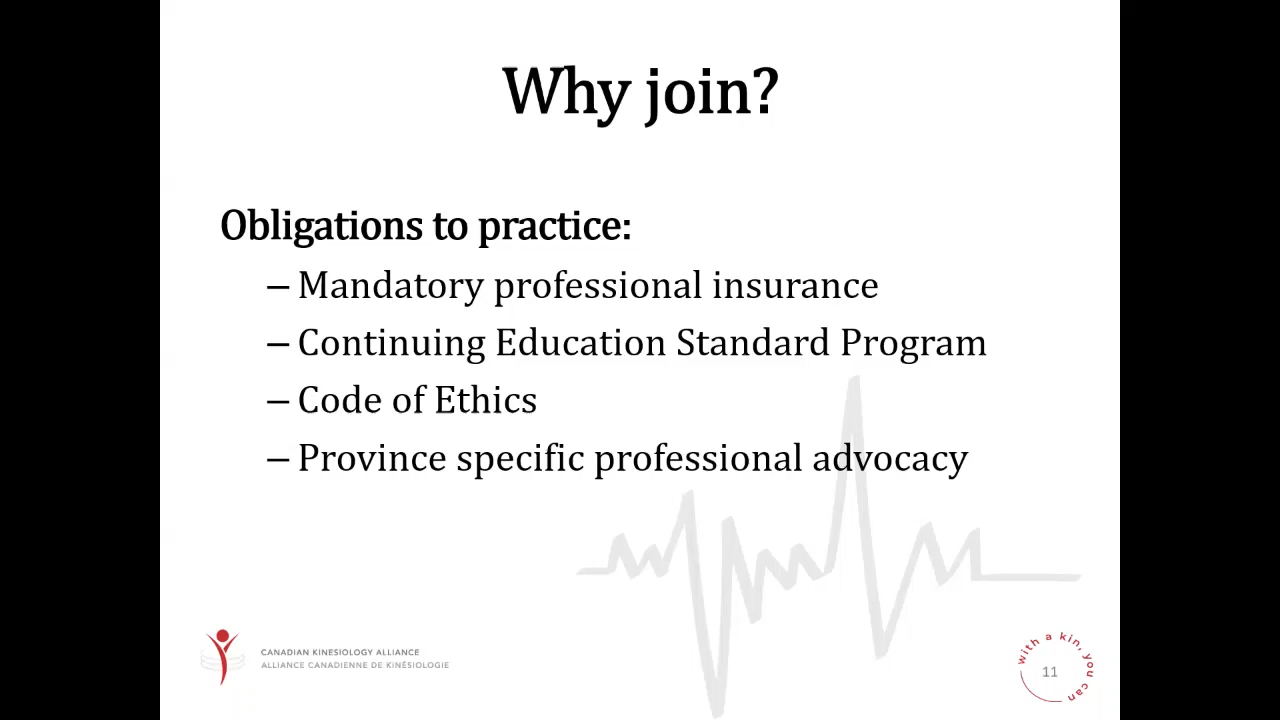 Why join?
Obligations to practice:
– Mandatory professional insurance
– Continuing Education Standard Program
– Code of Ethics
– Province specific professional advocacy
CANADIAN KINESIOLOGY ALLIANCE
ALLIANCE CANADIENNE DE KINÉSIOLOGIE
with a kin, you can
11